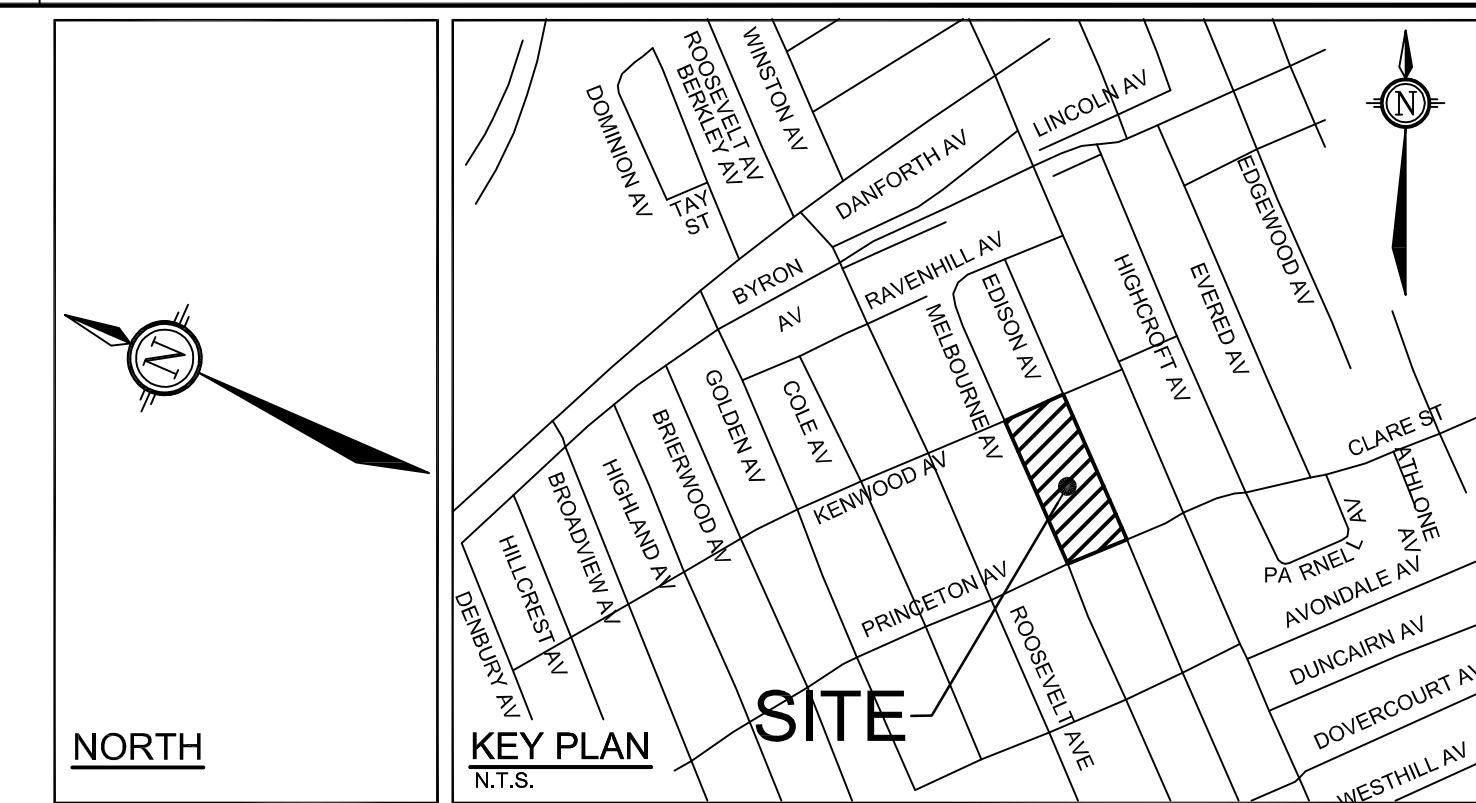 N
NORTH
ROOSEVELT AV
BERKLEY AV
WINSTON AV
DOMINION AV
TAY
ST
DANFORTH AV
LINCOLN AV
N
EDGEWOOD AV
BYRON
AV
RAVENHILL AV
MELBOURNE AV
EDISON AV
HIGHCROFT AV
EVERED AV
GOLDEN AV
COLE AV
BRIERWOOD AV
HIGHLAND AV
BROADVIEW AV
HILLCREST AV
DENBURY AV
KENWOOD AV
PRINCETON AV
ROOSEVELT AVE
CLARE ST
ATHLONE
AV
PA RNELL
AV
AVONDALE AV
DUNCAIRN AV
DOVERCOURT AV
WESTHILL AV
SITE
KEY PLAN
N.T.S.